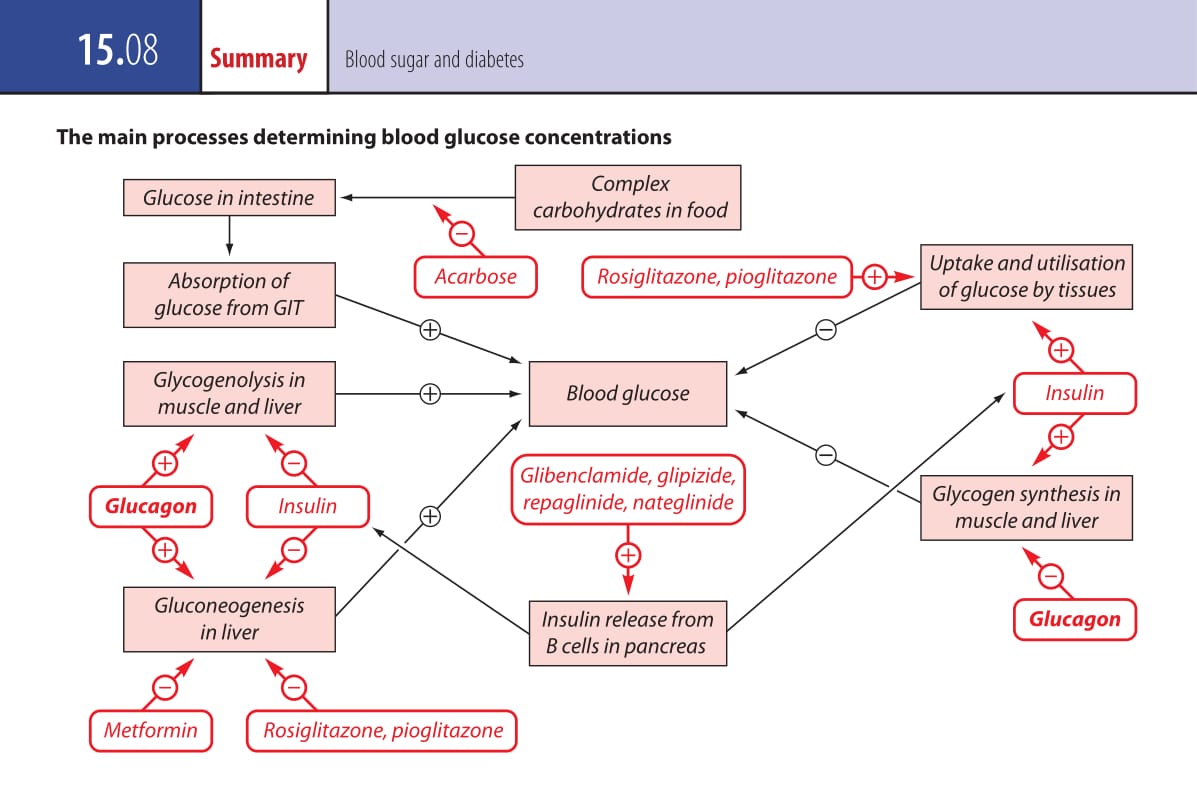 15.08
Summary
Blood sugar and diabetes
The main processes determining blood glucose concentrations
Glucose in intestine
Complex
carbohydrates in food
Acarbose
Rosiglitazone, pioglitazone
+
−
Uptake and utilisation
of glucose by tissues
Absorption of
glucose from GIT
+
−
+
Glycogenolysis in
muscle and liver
+
Blood glucose
Insulin
+
−
+
−
Glucagon
Insulin
+
−
+
Glibenclamide, glipizide,
repaglinide, nateglinide
+
Glycogen synthesis in
muscle and liver
−
Glucagon
Gluconeogenesis
in liver
Insulin release from
B cells in pancreas
−
−
Metformin
Rosiglitazone, pioglitazone